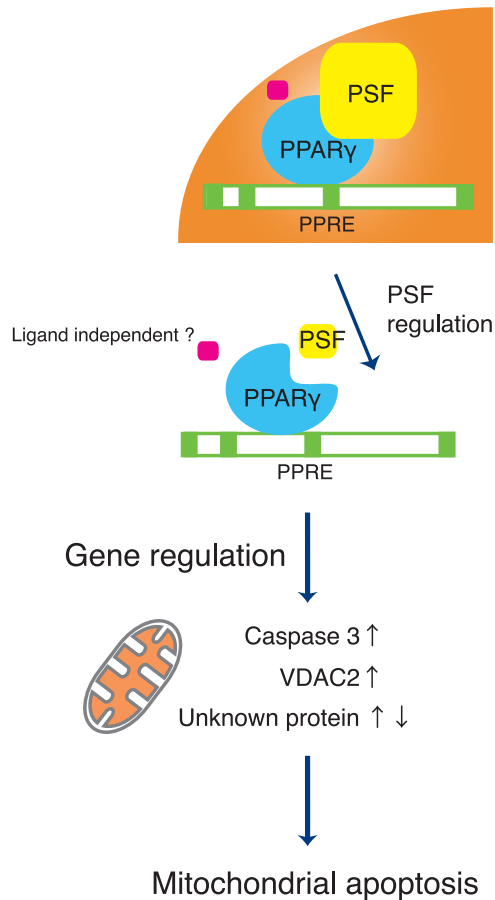 PSF
PPARγ
PPRE
PSF
regulation
Ligand independent ?
PSF
PPARγ
PPRE
Gene regulation
Caspase 3 ↑
VDAC2 ↑
Unknown protein ↑ ↓
Mitochondrial apoptosis